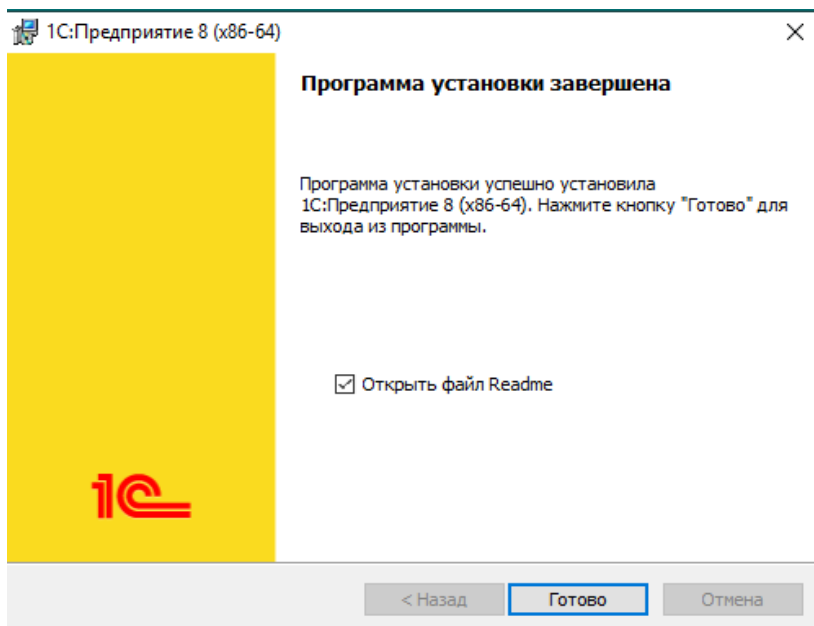 1С:Предприятие 8 (x86-64)
Программа установки завершена
Программа установки успешно установила
1С:Предприятие 8 (x86-64). Нажмите кнопку "Готово" для
выхода из программы.
Открыть файл Readme
1С
< Назад
Готово
Отмена